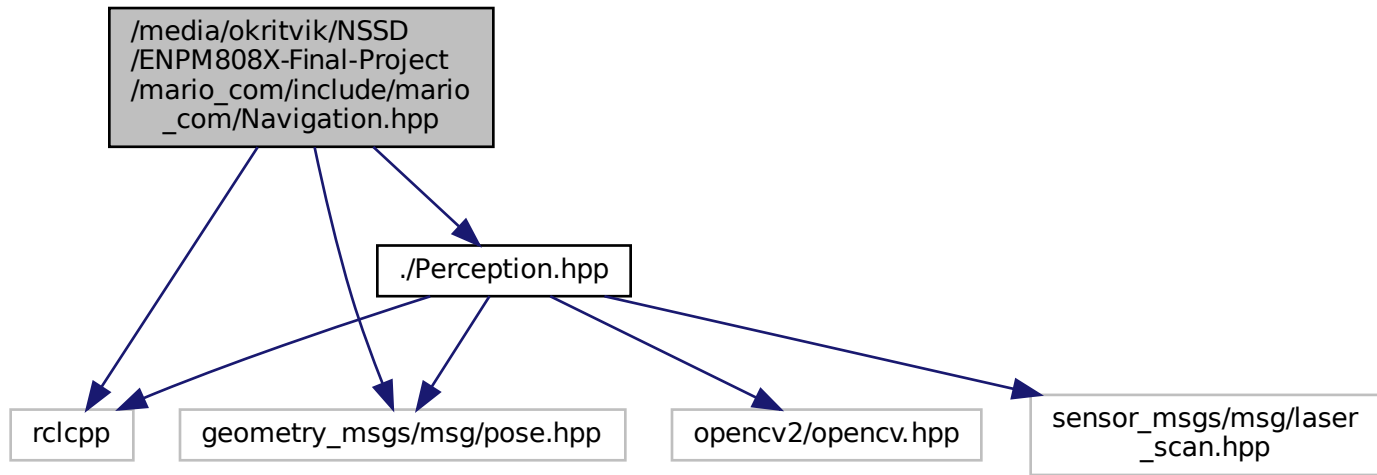 /media/okritvik/NSSD
/ENPM808X-Final-Project
/mario_com/include/mario
_com/Navigation.hpp
./Perception.hpp
rclcpp
geometry_msgs/msg/pose.hpp
opencv2/opencv.hpp
sensor_msgs/msg/laser
_scan.hpp